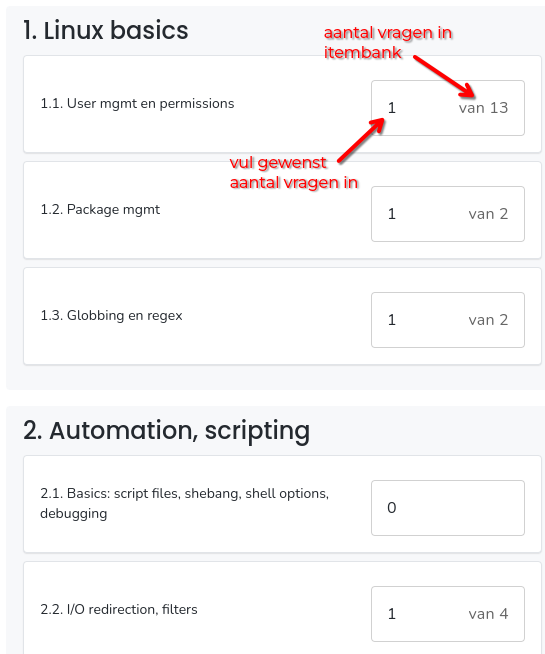 1. Linux basics
aantal vragen in
itembank
1.1. User mgmt en permissions
1 van 13
vul gewenst
aantal vragen in
1.2. Package mgmt
1 van 2
1.3. Globbing en regex
1 van 2
2. Automation, scripting
2.1. Basics: script files, shebang, shell options,
debugging
0
2.2. I/O redirection, filters
1 van 4